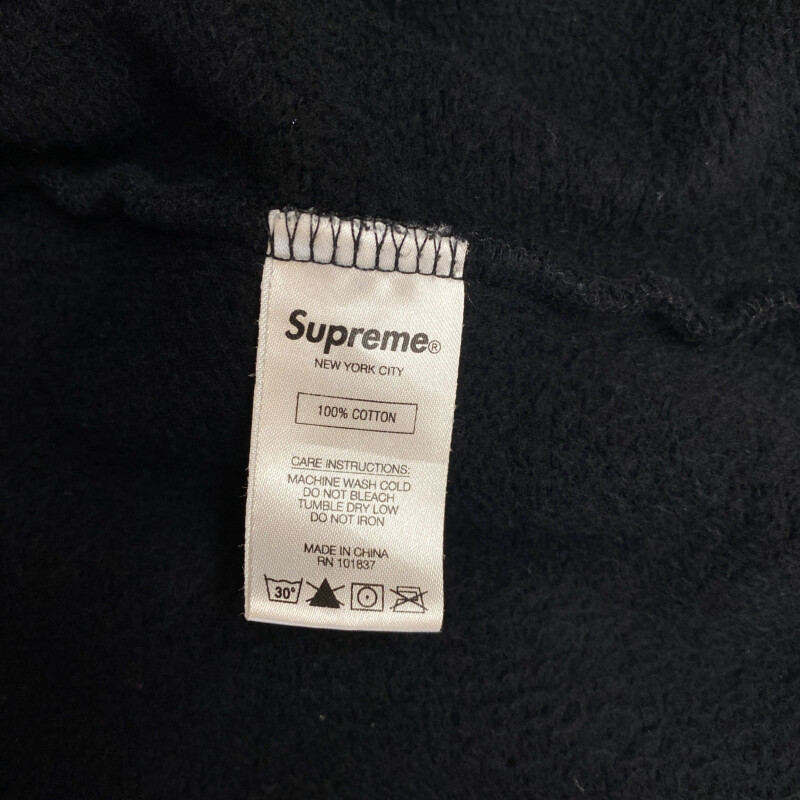 Supreme®
NEW YORK CITY
100% COTTON
CARE INSTRUCTIONS:
MACHINE WASH COLD
DO NOT BLEACH
TUMBLE DRY LOW
DO NOT IRON
MADE IN CHINA
RN 101837
30°